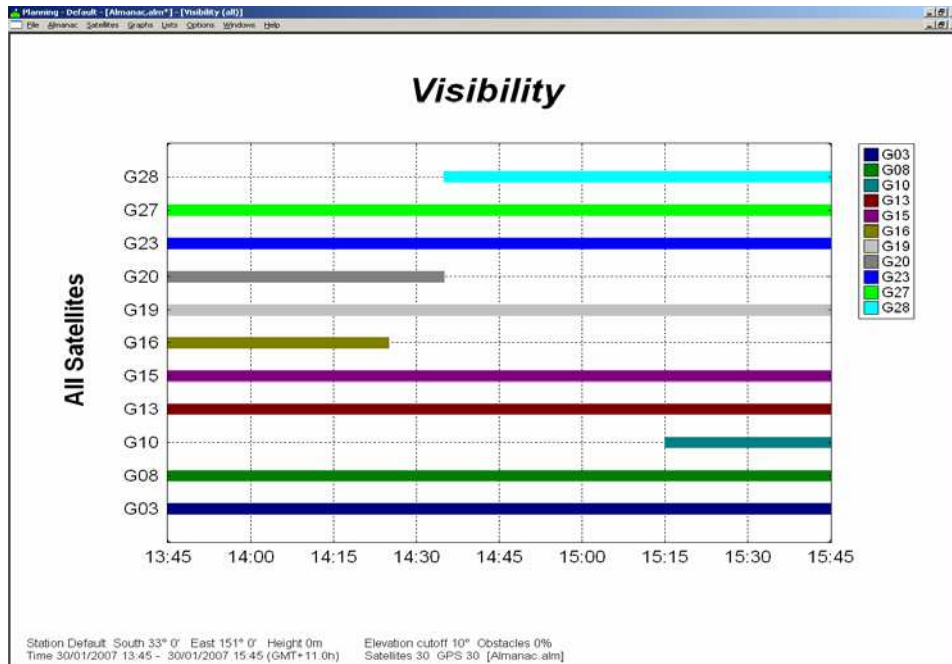 Planning - Default - [Almanac.alm*] - [Visibility (all)]
File Almanac Satellites Graphs Lists Options Windows Help
Visibility
All Satellites
G28
G27
G23
G20
G19
G16
G15
G13
G10
G08
G03
13:45 14:00 14:15 14:30 14:45 15:00 15:15 15:30 15:45
G03
G08
G10
G13
G15
G16
G19
G20
G23
G27
G28
Station Default South 33° 0' East 151° 0' Height 0m Elevation cutoff 10° Obstacles 0%
Time 30/01/2007 13:45 - 30/01/2007 15:45 (GMT+11.0h) Satellites 30 GPS 30 [Almanac.alm]